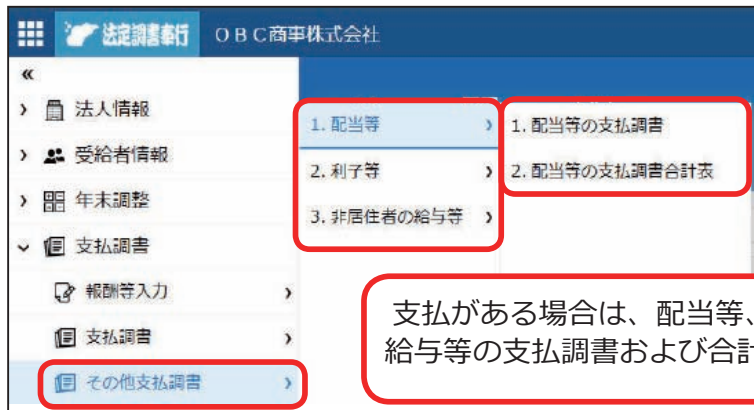 法定調書奉行 OBC商事株式会社
«
法人情報
受給者情報
年末調整
支払調書
報酬等入力
支払調書
その他支払調書
1. 配当等
2. 利子等
3. 非居住者の給与等
1. 配当等の支払調書
2. 配当等の支払調書合計表
支払がある場合は、配当等、
給与等の支払調書および合計